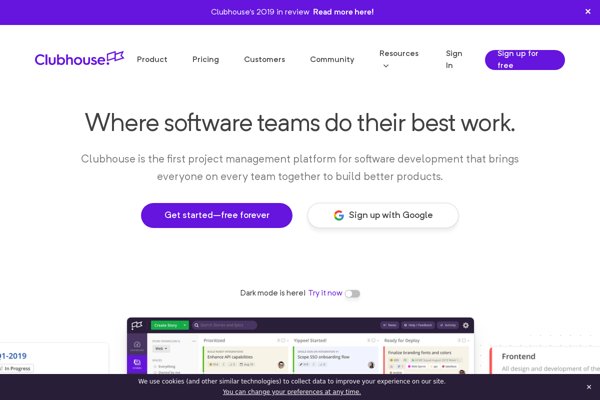 Clubhouse's 2019 in review Read more here!
Clubhouse.
Product
Pricing
Customers
Community
Resources
Sign In
Sign up for free
Where software teams do their best work.
Clubhouse is the first project management platform for software development that brings
everyone on every team together to build better products.
Get started—free forever
Sign up with Google
Dark mode is here! Try it now
Q1-2019
In Progress
Create Story
Prioritized
Enhance API capabilities
Yippee! Started!
Scope SSO onboarding flow
News
Help / Feedback
Activity
Ready for Deploy
Finalize branding fonts and colors
Frontend
All design and development of the
We use cookies (and other similar technologies) to collect data to improve your experience on our site.
You can change your preferences at any time.